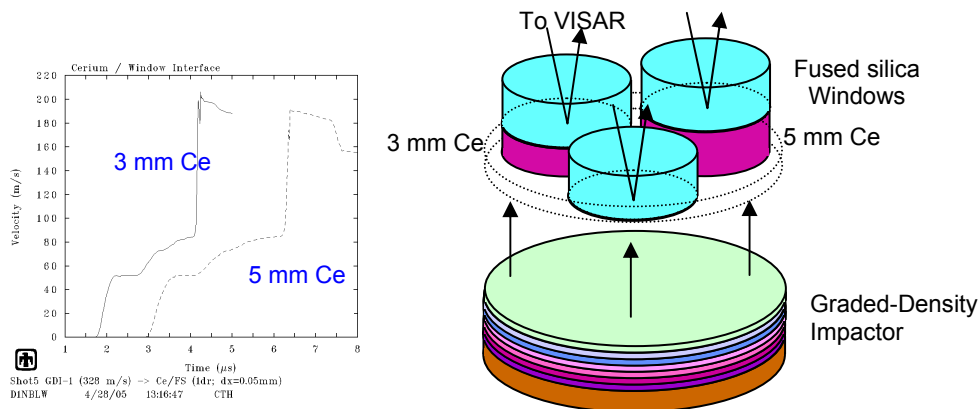 Cerium / Window Interface
220
200
180
160
140
120
100
80
60
40
20
0
Velocity (m/s)
3 mm Ce
5 mm Ce
1 2 3 4 5 6 7 8
Time (μs)
Shot5 GDI-1 (328 m/s) -> Ce/FS (1dr; dx=0.05mm)
D1NBLW 4/28/05 13:16:47 CTH
To VISAR
Fused silica
Windows
3 mm Ce
5 mm Ce
Graded-Density
Impactor